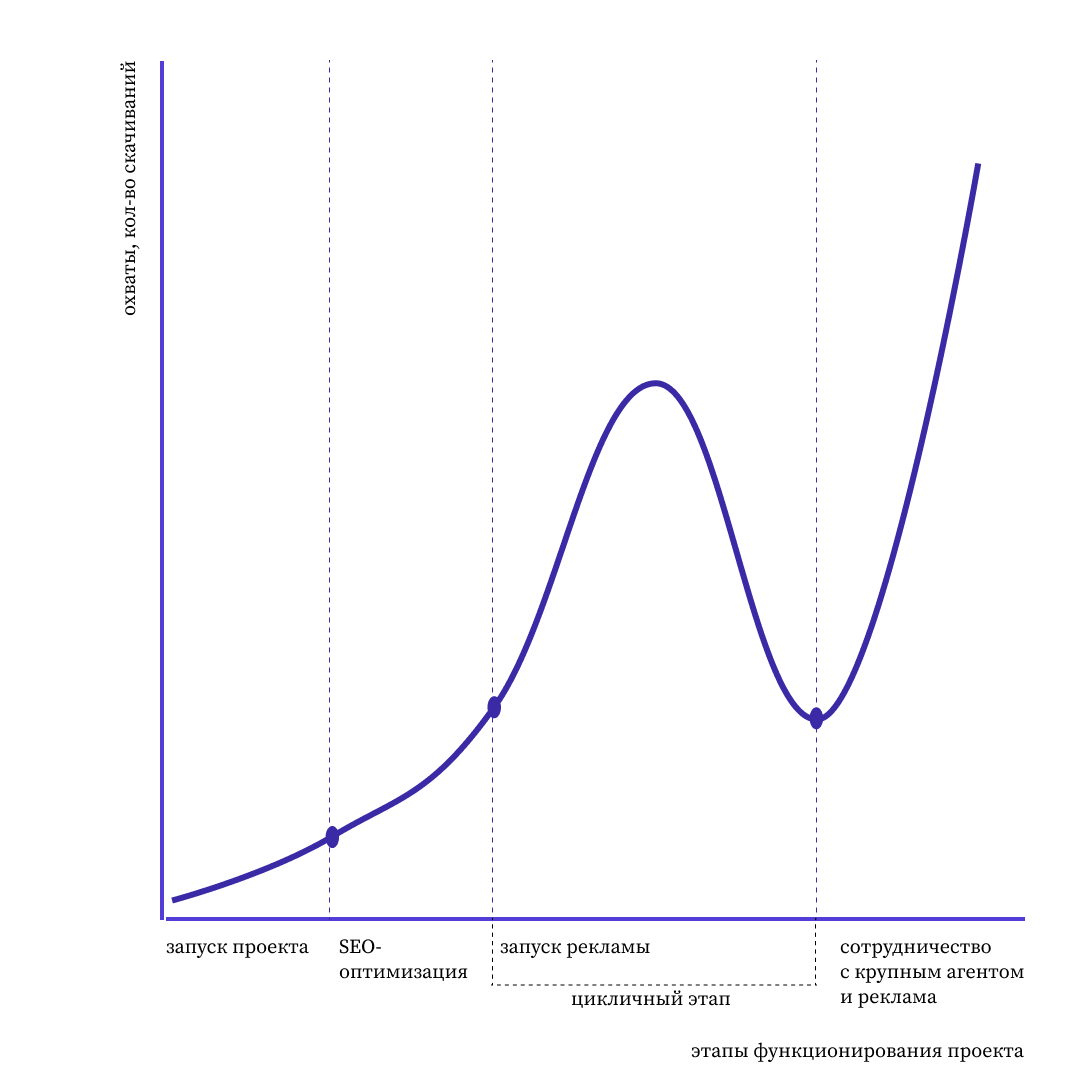 охваты, кол-во скачиваний
запуск проекта
SEO-
оптимизация
запуск рекламы
цикличный этап
сотрудничество
с крупным агентом
и реклама
этапы функционирования проекта